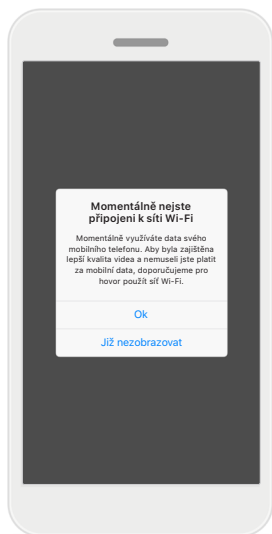 Momentálně nejste
připojeni k síti Wi-Fi
Momentálně využíváte data svého
mobilního telefonu. Aby byla zajištěna
lepší kvalita videa a nemuseli jste platit
za mobilní data, doporučujeme pro
hovor použít síť Wi-Fi.
Ok
Již nezobrazovat